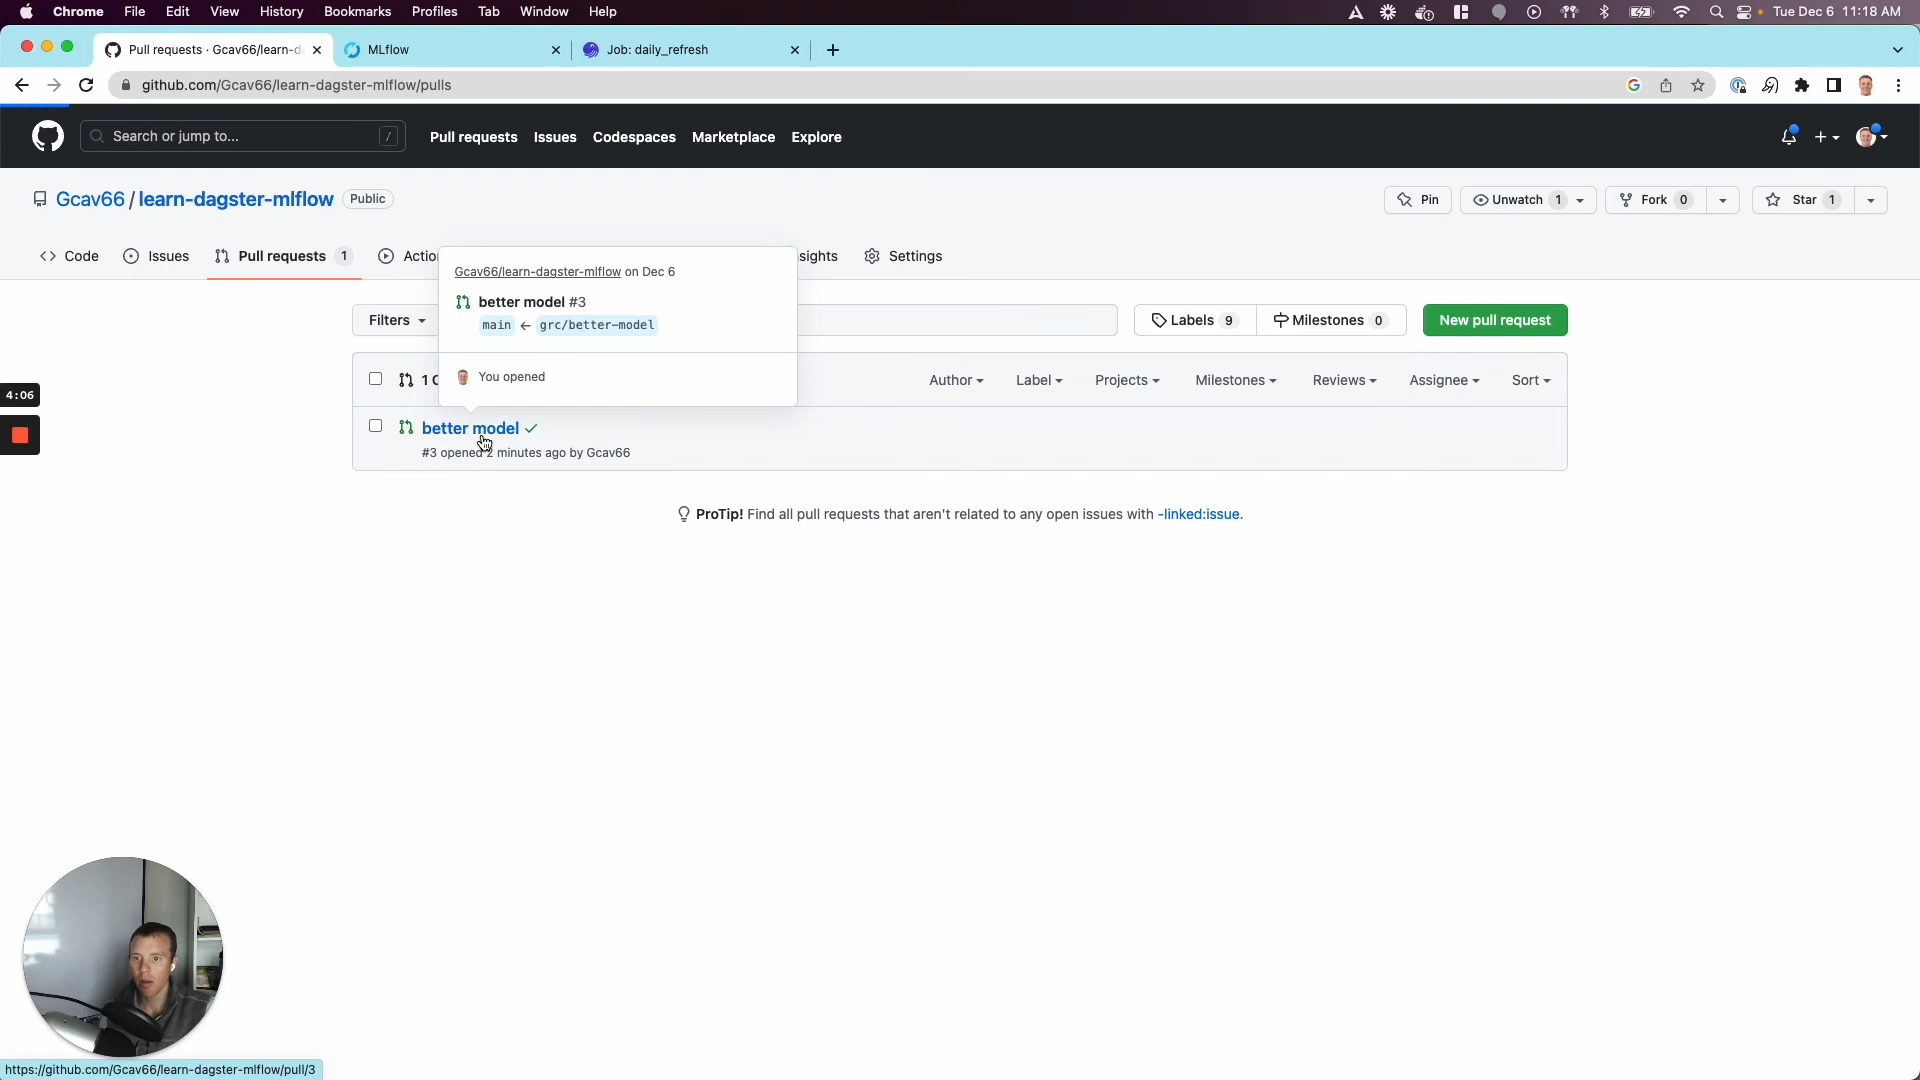 Chrome File Edit View History Bookmarks Profiles Tab Window Help Tue Dec 6 11:18 AM
Pull requests · Gcav66/learn-d MLflow Job: daily_refresh
github.com/Gcav66/learn-dagster-mlflow/pulls
Search or jump to... / Pull requests Issues Codespaces Marketplace Explore
Gcav66 / learn-dagster-mlflow Public Pin Unwatch 1 Fork 0 Star 1
Code Issues Pull requests 1 Actio sights Settings
Gcav66/learn-dagster-mlflow on Dec 6
better model #3
main ← grc/better-model
You opened
Filters Labels 9 Milestones 0 New pull request
1 Author Label Projects Milestones Reviews Assignee Sort
better model
#3 opened 2 minutes ago by Gcav66
ProTip! Find all pull requests that aren't related to any open issues with -linked:issue.
4:06
https://github.com/Gcav66/learn-dagster-mlflow/pull/3